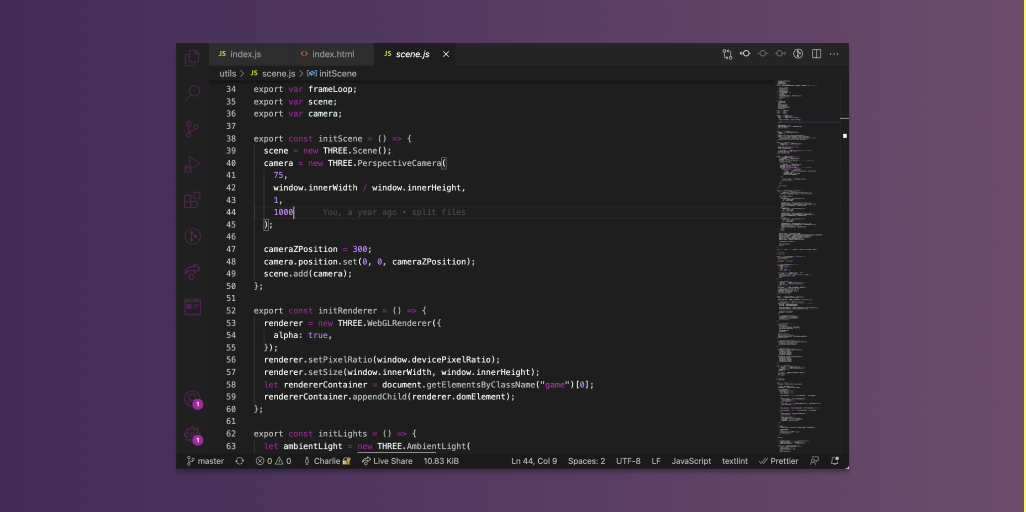 JS index.js <> index.html JS scene.js ×
utils > JS scene.js > initScene
34 export var frameLoop;
35 export var scene;
36 export var camera;
37
38 export const initScene = () => {
39 scene = new THREE.Scene();
40 camera = new THREE.PerspectiveCamera(
41 75,
42 window.innerWidth / window.innerHeight,
43 1,
44 1000 You, a year ago • split files
45 );
46
47 cameraZPosition = 300;
48 camera.position.set(0, 0, cameraZPosition);
49 scene.add(camera);
50 };
51
52 export const initRenderer = () => {
53 renderer = new THREE.WebGLRenderer({
54 alpha: true,
55 });
56 renderer.setPixelRatio(window.devicePixelRatio);
57 renderer.setSize(window.innerWidth, window.innerHeight);
58 let rendererContainer = document.getElementsByClassName("game")[0];
59 rendererContainer.appendChild(renderer.domElement);
60 };
61
62 export const initLights = () => {
63 let ambientLight = new THREE.AmbientLight(
1
1
master 0 0 Charlie Live Share 10.83 KiB Ln 44, Col 9 Spaces: 2 UTF-8 LF JavaScript textlint Prettier